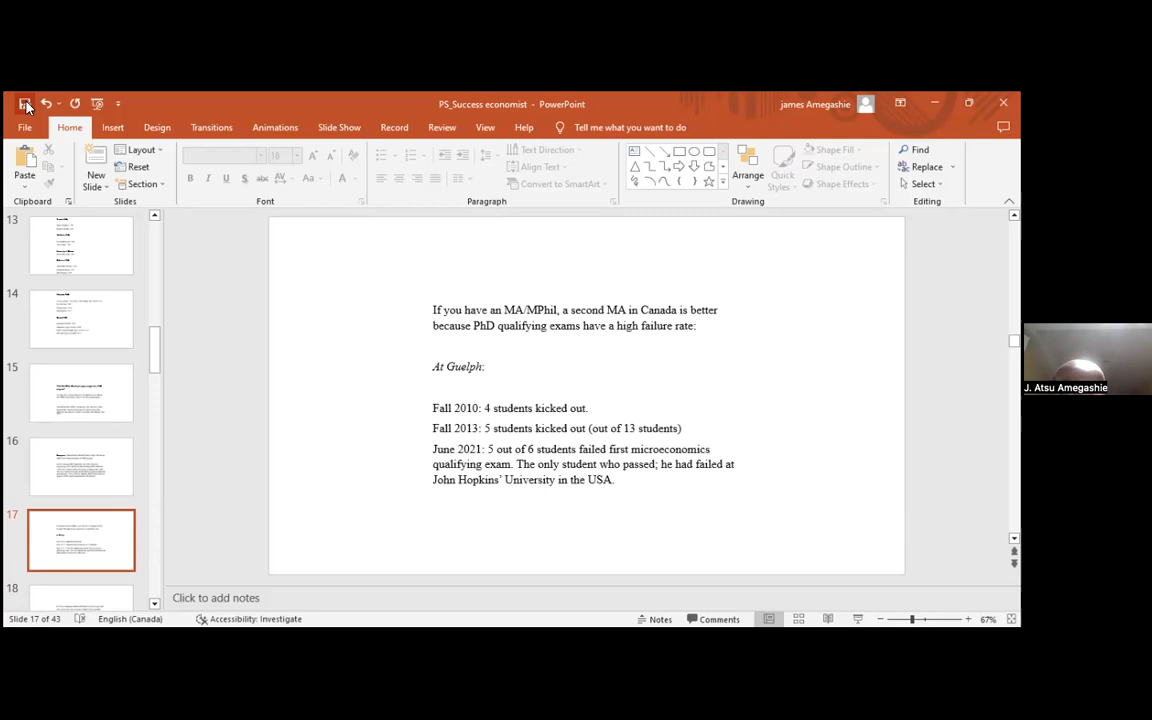 PS_Success economist - PowerPoint
james Amegashie
File Home Insert Design Transitions Animations Slide Show Record Review View Help Tell me what you want to do
Paste
Clipboard
New
Slide
Layout
Reset
Section
Slides
18
Font
Text Direction
Align Text
Convert to SmartArt
Paragraph
Arrange
Quick
Styles
Shape Fill
Shape Outline
Shape Effects
Drawing
Find
Replace
Select
Editing
13
14
15
16
17
18
If you have an MA/MPhil, a second MA in Canada is better
because PhD qualifying exams have a high failure rate:
At Guelph:
Fall 2010: 4 students kicked out.
Fall 2013: 5 students kicked out (out of 13 students)
June 2021: 5 out of 6 students failed first microeconomics
qualifying exam. The only student who passed; he had failed at
John Hopkins' University in the USA.
J. Atsu Amegashie
Click to add notes
Slide 17 of 43 English (Canada) Accessibility: Investigate Notes Comments 67%